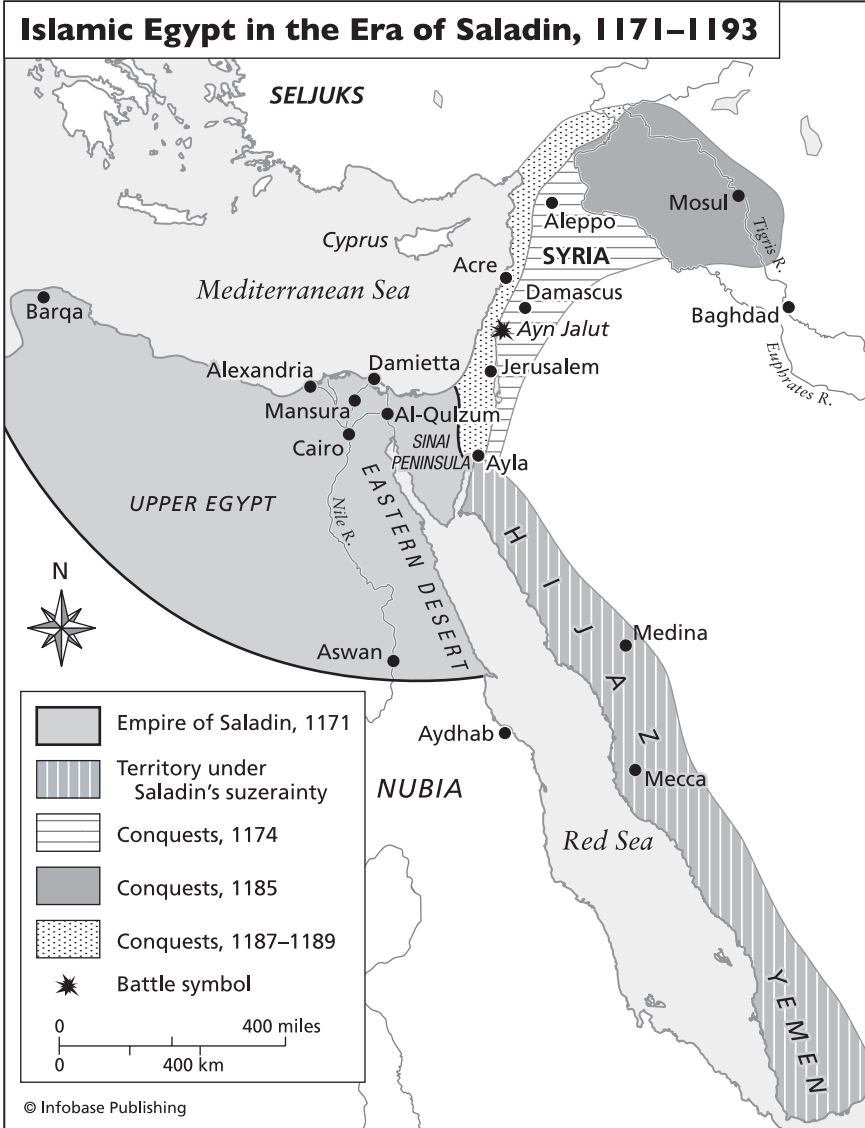 Islamic Egypt in the Era of Saladin, 1171–1193
SELJUKS
Mosul
Aleppo
Tigris R.
Cyprus
SYRIA
Acre
Mediterranean Sea
Damascus
Barqa
Baghdad
Ayn Jalut
Alexandria
Damietta
Jerusalem
Euphrates R.
Mansura
Al-Qulzum
Cairo
SINAI
PENINSULA
Ayla
UPPER EGYPT
Nile R.
EASTERN DESERT
HIJAZ
N
Medina
Aswan
Aydhab
Mecca
NUBIA
Red Sea
YEMEN
Empire of Saladin, 1171
Territory under
Saladin's suzerainty
Conquests, 1174
Conquests, 1185
Conquests, 1187–1189
Battle symbol
0 400 miles
0 400 km
© Infobase Publishing